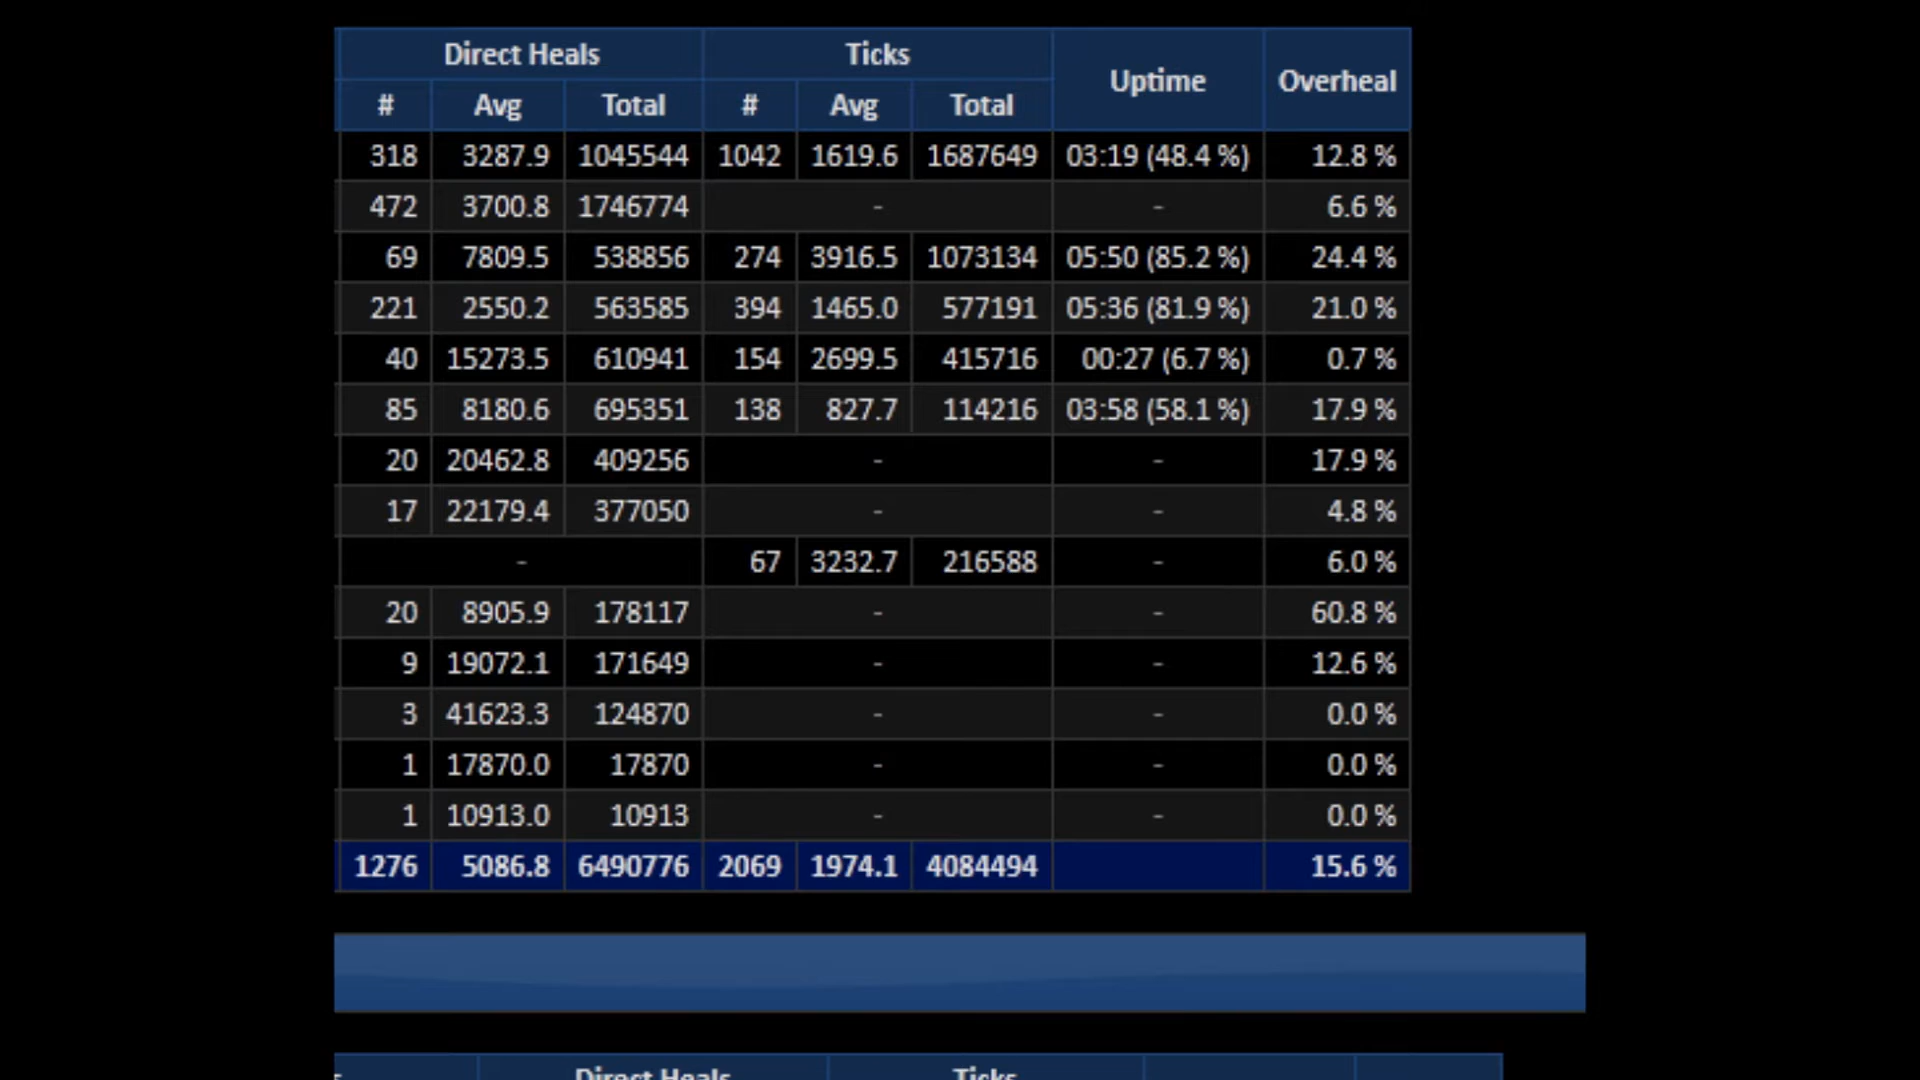 Direct Heals Ticks Uptime Overheal
# Avg Total # Avg Total
318 3287.9 1045544 1042 1619.6 1687649 03:19 (48.4 %) 12.8 %
472 3700.8 1746774 - - 6.6 %
69 7809.5 538856 274 3916.5 1073134 05:50 (85.2 %) 24.4 %
221 2550.2 563585 394 1465.0 577191 05:36 (81.9 %) 21.0 %
40 15273.5 610941 154 2699.5 415716 00:27 (6.7 %) 0.7 %
85 8180.6 695351 138 827.7 114216 03:58 (58.1 %) 17.9 %
20 20462.8 409256 - - 17.9 %
17 22179.4 377050 - - 4.8 %
- 67 3232.7 216588 - 6.0 %
20 8905.9 178117 - - 60.8 %
9 19072.1 171649 - - 12.6 %
3 41623.3 124870 - - 0.0 %
1 17870.0 17870 - - 0.0 %
1 10913.0 10913 - - 0.0 %
1276 5086.8 6490776 2069 1974.1 4084494 15.6 %
Direct Heals Ticks